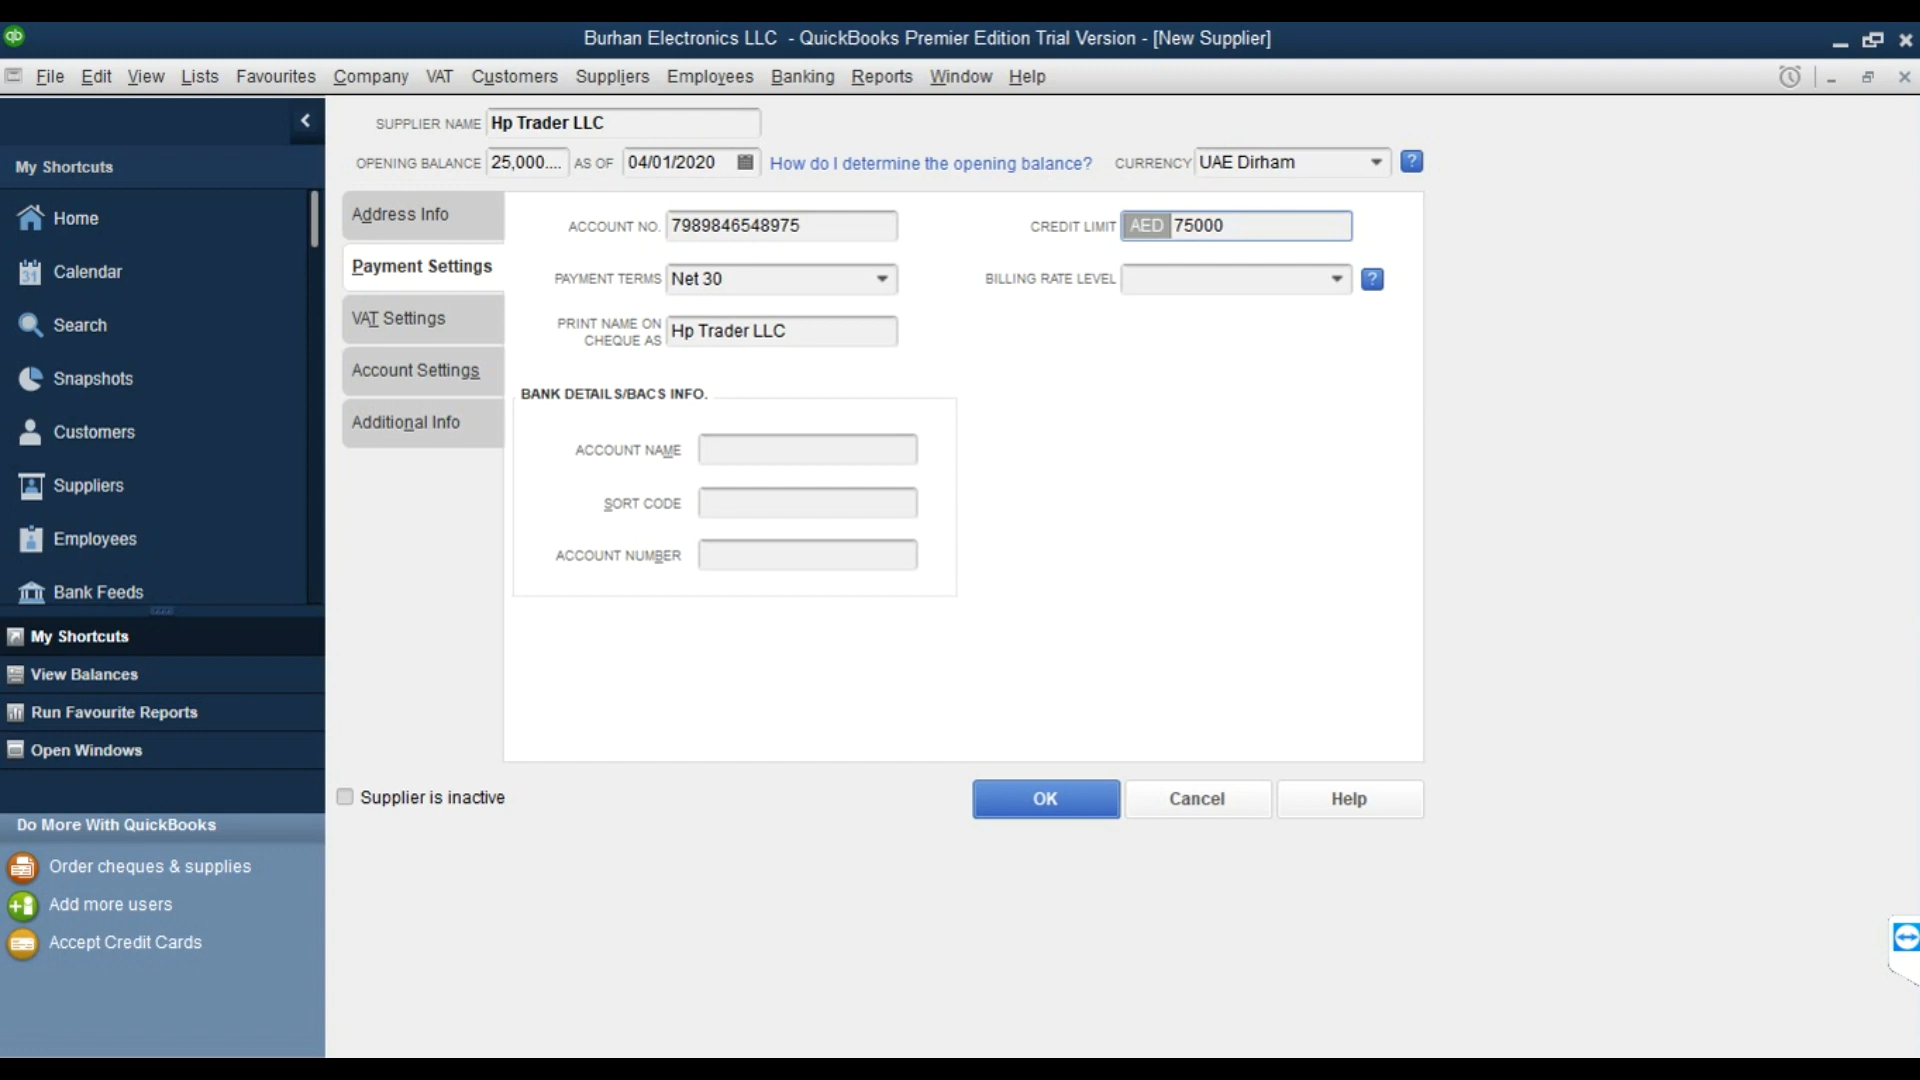 qb
Burhan Electronics LLC - QuickBooks Premier Edition Trial Version - [New Supplier]
File Edit View Lists Favourites Company VAT Customers Suppliers Employees Banking Reports Window Help
My Shortcuts
Home
31 Calendar
Search
Snapshots
Customers
Suppliers
Employees
Bank Feeds
My Shortcuts
View Balances
Run Favourite Reports
Open Windows
Do More With QuickBooks
Order cheques & supplies
Add more users
Accept Credit Cards
SUPPLIER NAME Hp Trader LLC
OPENING BALANCE 25,000.... AS OF 04/01/2020 How do I determine the opening balance? CURRENCY UAE Dirham ?
Address Info
Payment Settings
VAT Settings
Account Settings
Additional Info
ACCOUNT NO. 7989846548975 CREDIT LIMIT AED 75000
PAYMENT TERMS Net 30 BILLING RATE LEVEL ?
PRINT NAME ON
CHEQUE AS Hp Trader LLC
BANK DETAILS/BACS INFO.
ACCOUNT NAME
SORT CODE
ACCOUNT NUMBER
Supplier is inactive OK Cancel Help